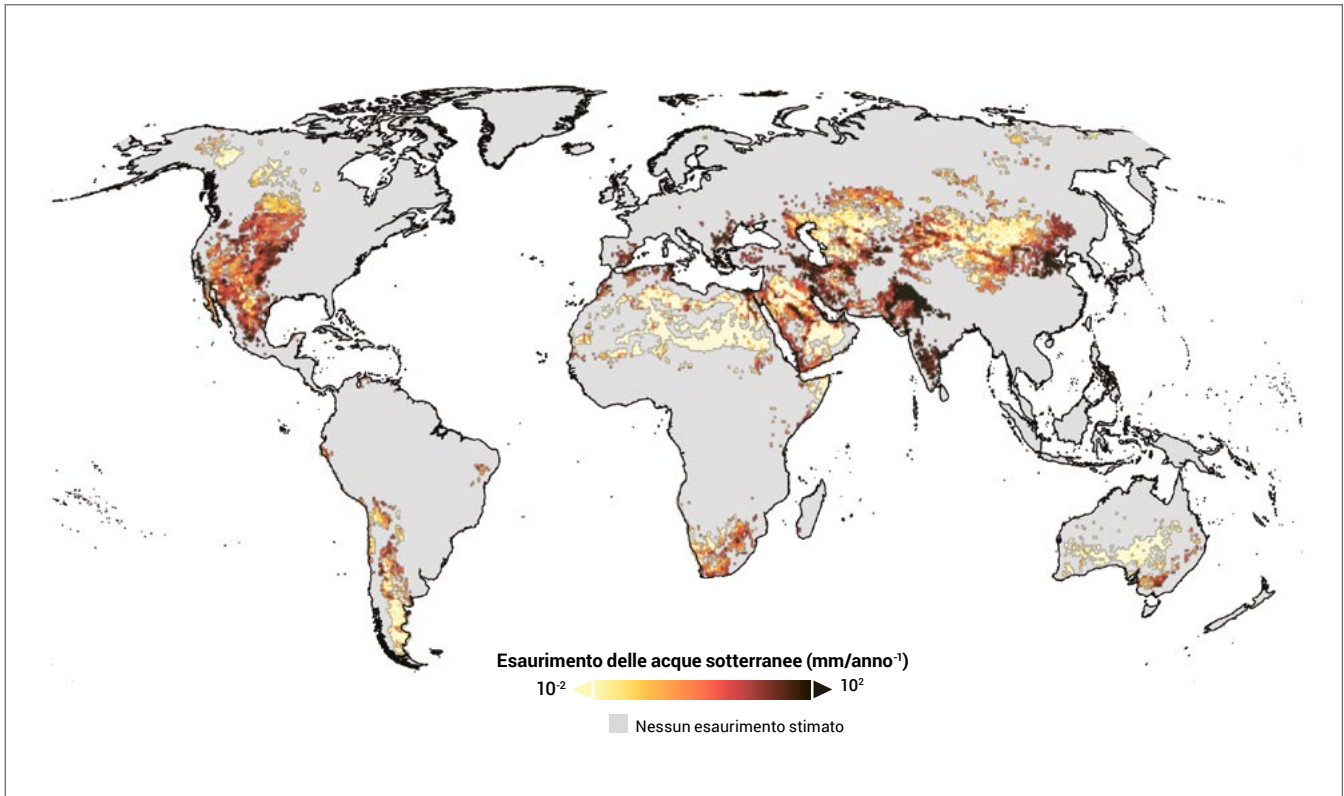 Esaurimento delle acque sotterranee (mm/anno⁻¹)
10⁻² 10²
Nessun esaurimento stimato